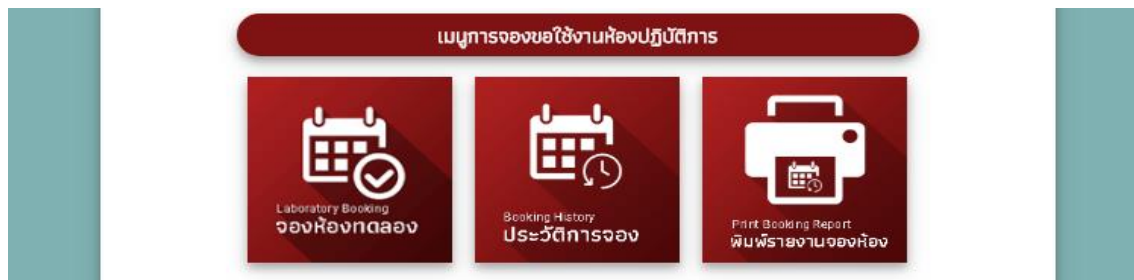 เมนูการจองขอใช้งานห้องปฏิบัติการ
Laboratory Booking
จองห้องทดลอง
Booking History
ประวัติการจอง
Print Booking Report
พิมพ์รายงานจองห้อง